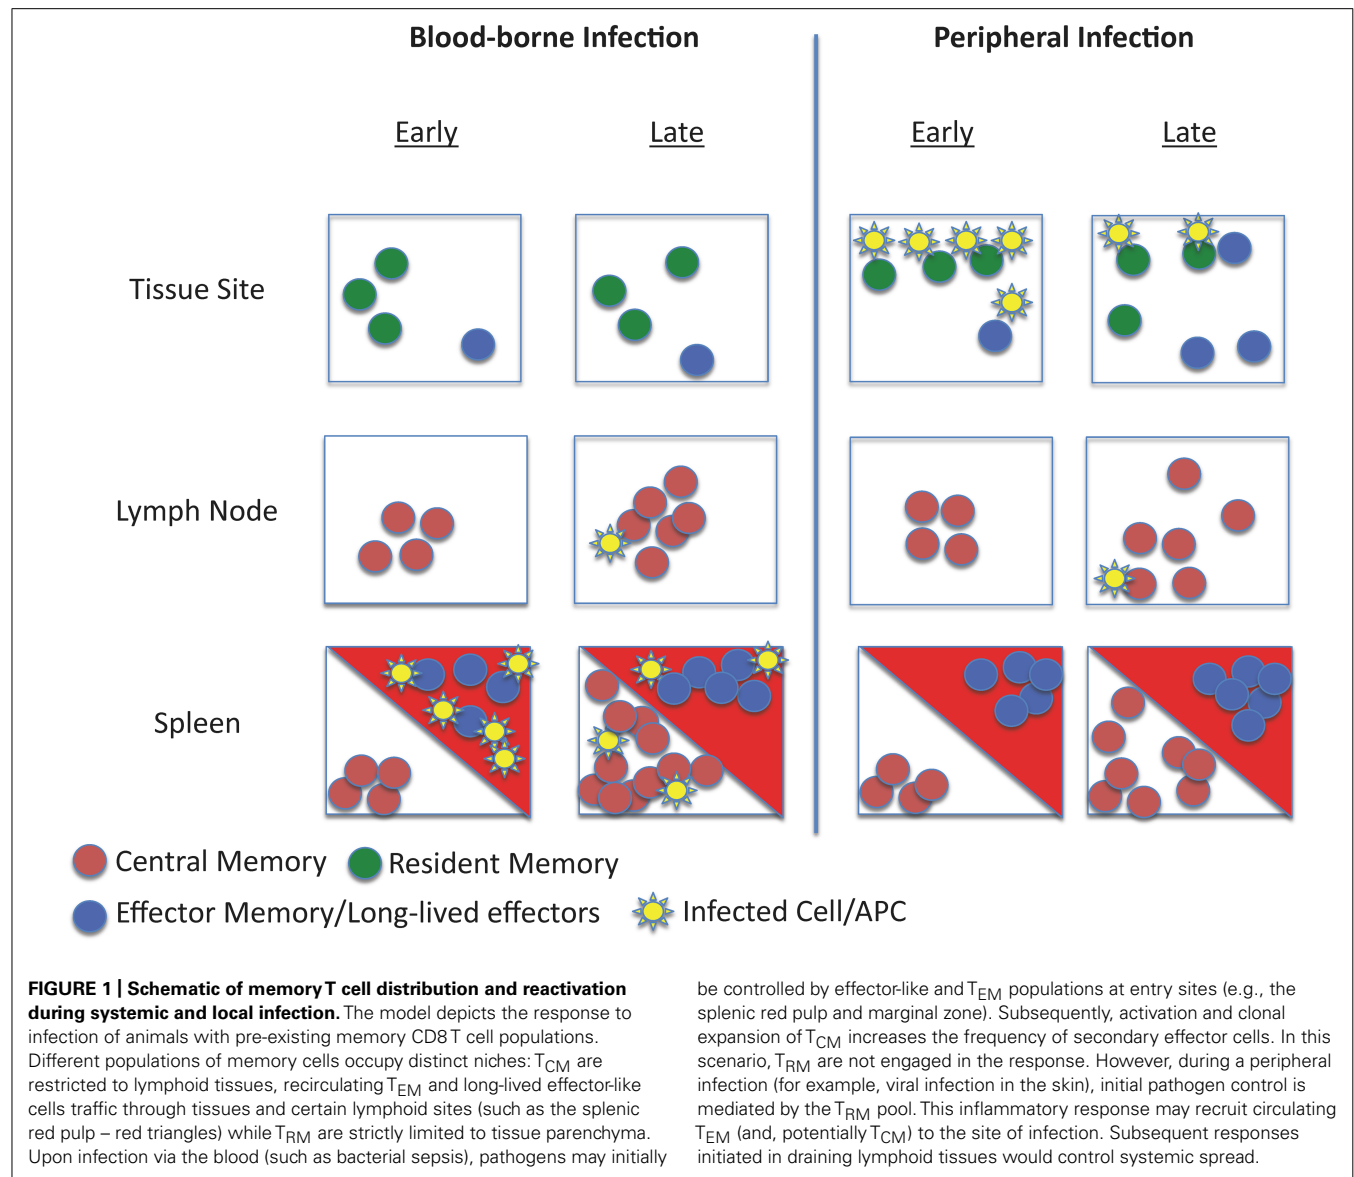 Blood-borne Infection
Peripheral Infection
Early
Late
Early
Late
Tissue Site
Lymph Node
Spleen
Central Memory
Resident Memory
Effector Memory/Long-lived effectors
Infected Cell/APC
FIGURE 1 | Schematic of memory T cell distribution and reactivation
during systemic and local infection. The model depicts the response to
infection of animals with pre-existing memory CD8 T cell populations.
Different populations of memory cells occupy distinct niches: TCM are
restricted to lymphoid tissues, recirculating TEM and long-lived effector-like
cells traffic through tissues and certain lymphoid sites (such as the splenic
red pulp – red triangles) while TRM are strictly limited to tissue parenchyma.
Upon infection via the blood (such as bacterial sepsis), pathogens may initially
be controlled by effector-like and TEM populations at entry sites (e.g., the
splenic red pulp and marginal zone). Subsequently, activation and clonal
expansion of TCM increases the frequency of secondary effector cells. In this
scenario, TRM are not engaged in the response. However, during a peripheral
infection (for example, viral infection in the skin), initial pathogen control is
mediated by the TRM pool. This inflammatory response may recruit circulating
TEM (and, potentially TCM) to the site of infection. Subsequent responses
initiated in draining lymphoid tissues would control systemic spread.